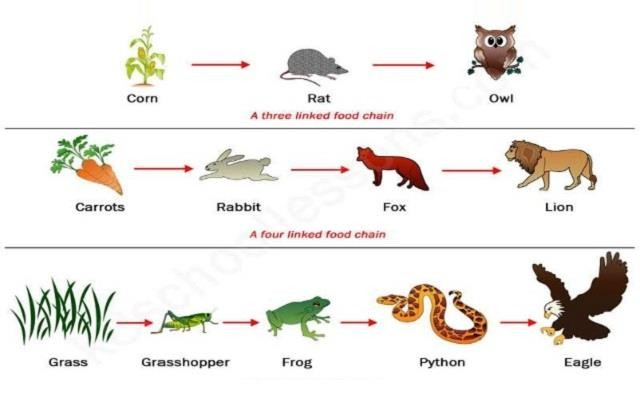 Corn Rat Owl
A three linked food chain
Carrots Rabbit Fox Lion
A four linked food chain
Grass Grasshopper Frog Python Eagle